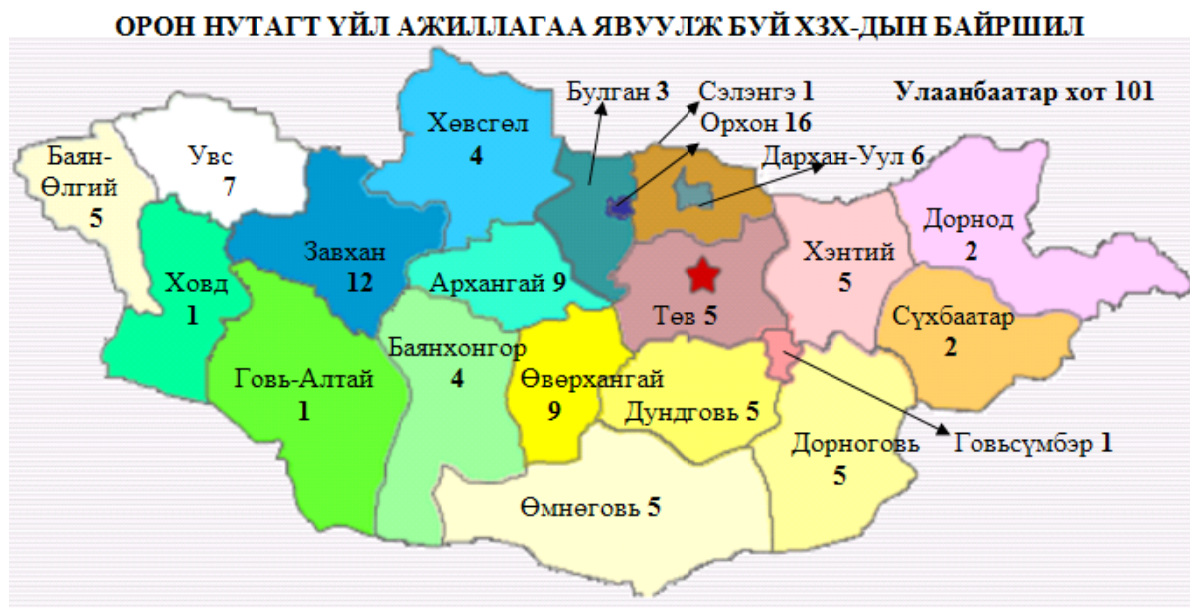 ОРОН НУТАГТ ҮЙЛ АЖИЛЛАГАА ЯВУУЛЖ БУЙ ХЗХ-ДЫН БАЙРШИЛ
Булган 3
Сэлэнгэ 1
Улаанбаатар хот 101
Орхон 16
Дархан-Уул 6
Хөвсгөл
4
Баян-
Өлгий
5
Увс
7
Дорнод
2
Завхан
12
Хэнтий
5
Ховд
1
Архангай 9
Төв 5
Сүхбаатар
2
Баянхонгор
4
Говь-Алтай
1
Өвөрхангай
9
Дундговь 5
Дорноговь
5
Говьсүмбэр 1
Өмнөговь 5